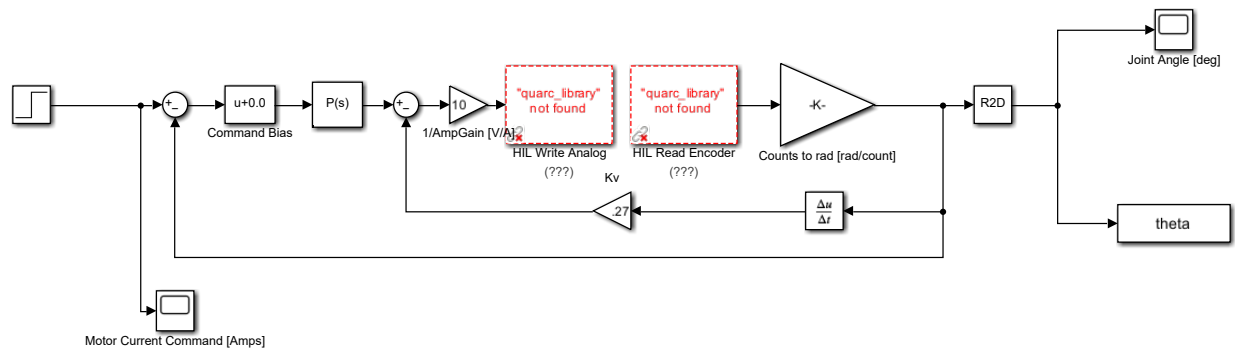 Joint Angle [deg]
+
−
u+0.0
Command Bias
P(s)
+
−
10
1/AmpGain [V/A]
"quarc_library"
not found
HIL Write Analog
(???)
"quarc_library"
not found
HIL Read Encoder
(???)
-K-
Counts to rad [rad/count]
R2D
Kv
.27
Δu
Δt
theta
Motor Current Command [Amps]